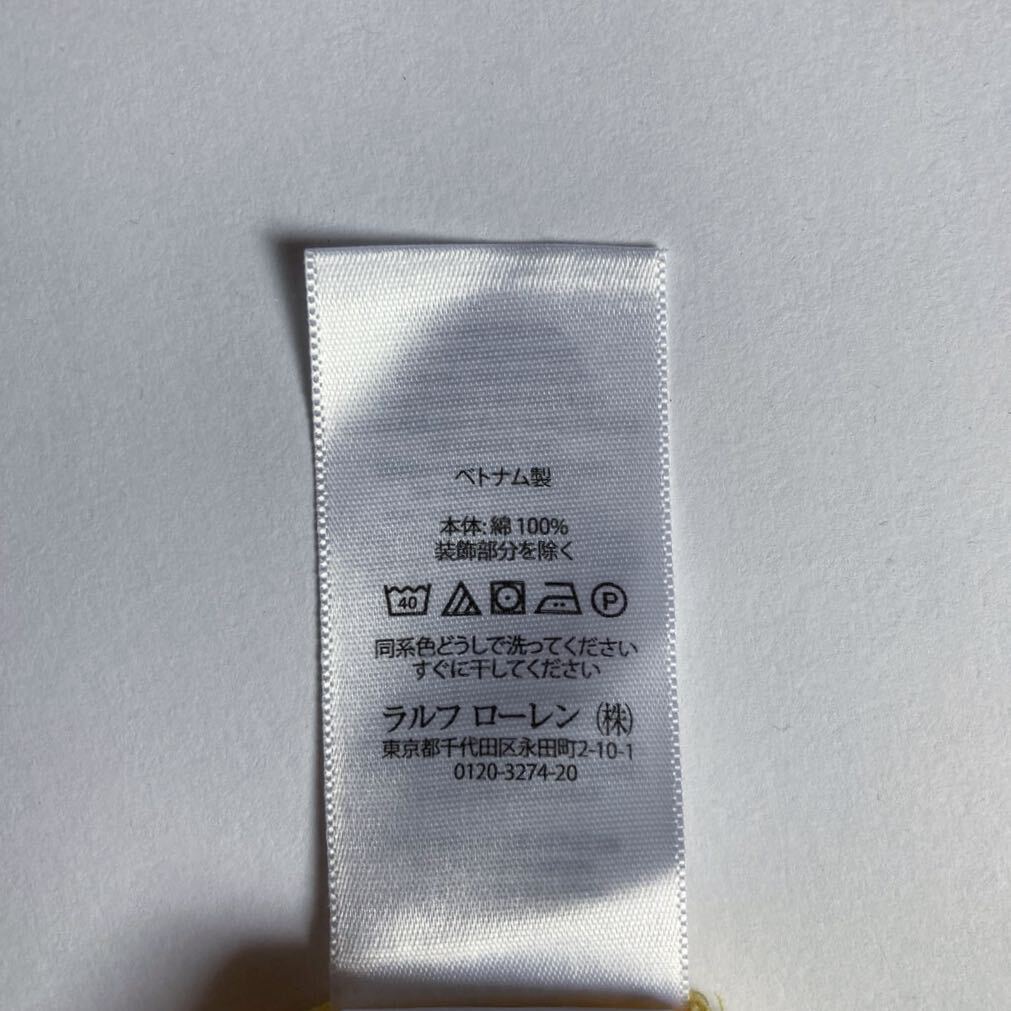 ベトナム製
本体: 綿 100%
装飾部分を除く
40 P
同系色どうしで洗ってください
すぐに干してください
ラルフ ローレン (株)
東京都千代田区永田町2-10-1
0120-3274-20